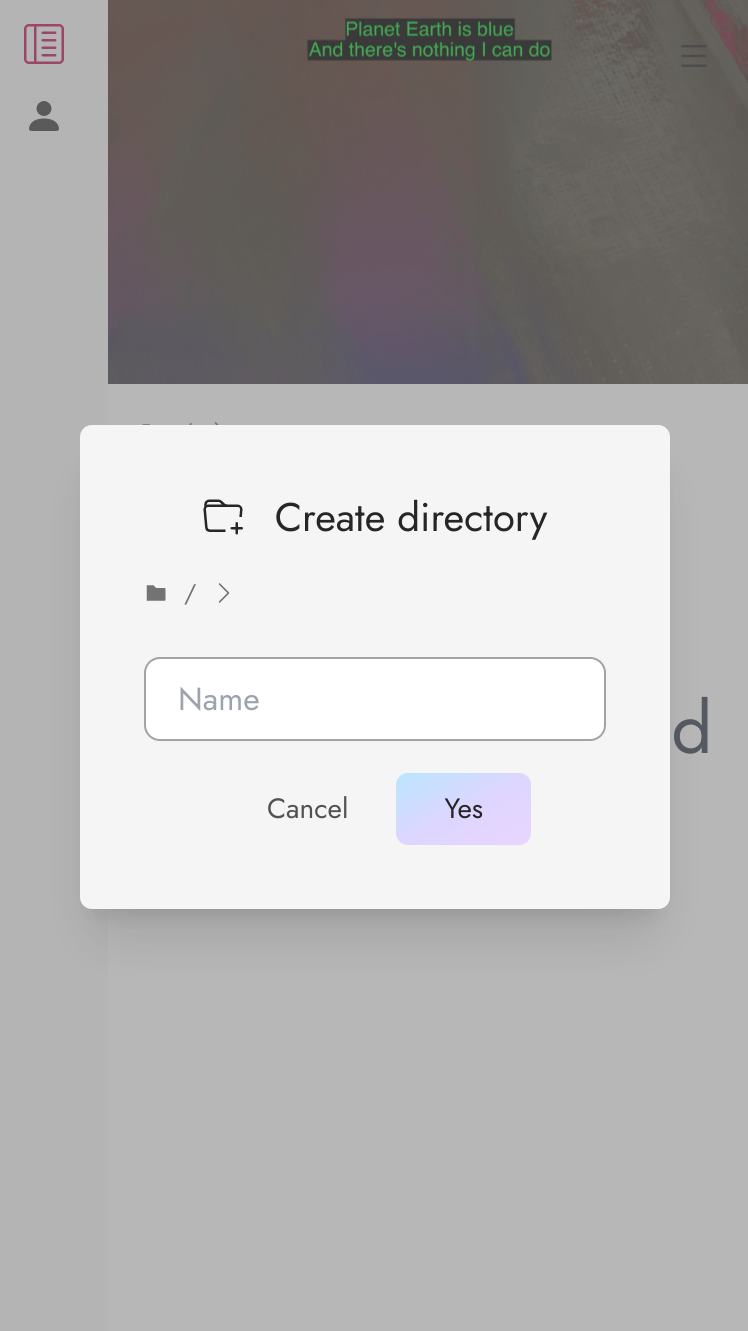 Planet Earth is blue
And there's nothing I can do
Create directory
/
Name
d
Cancel
Yes